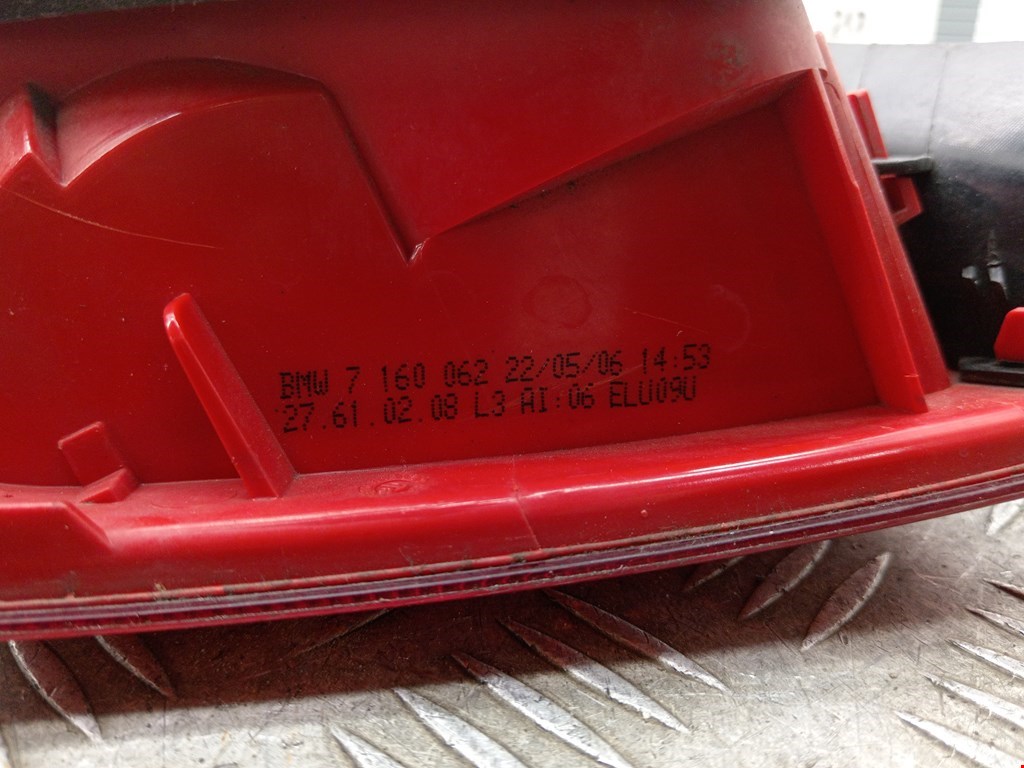 BMW 7 160 062 22/05/06 14:53
27.61.02.08 L3 AI:06 ELU09U